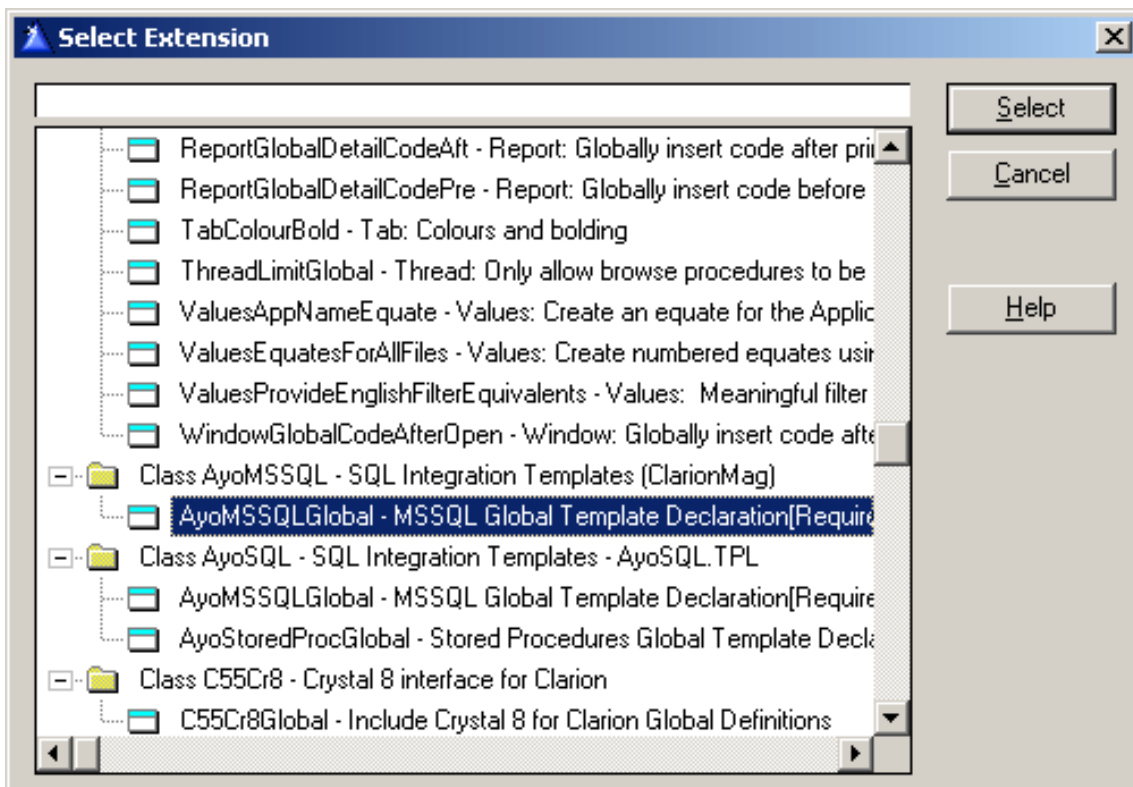 Select Extension
Select
Cancel
Help
ReportGlobalDetailCodeAft - Report: Globally insert code after prin
ReportGlobalDetailCodePre - Report: Globally insert code before
TabColourBold - Tab: Colours and bolding
ThreadLimitGlobal - Thread: Only allow browse procedures to be
ValuesAppNameEquate - Values: Create an equate for the Applic
ValuesEquatesForAllFiles - Values: Create numbered equates usin
ValuesProvideEnglishFilterEquivalents - Values:  Meaningful filter
WindowGlobalCodeAfterOpen - Window: Globally insert code afte
Class AyoMSSQL - SQL Integration Templates (ClarionMag)
AyoMSSQLGlobal - MSSQL Global Template Declaration[Require
Class AyoSQL - SQL Integration Templates - AyoSQL.TPL
AyoMSSQLGlobal - MSSQL Global Template Declaration[Require
AyoStoredProcGlobal - Stored Procedures Global Template Decla
Class C55Cr8 - Crystal 8 interface for Clarion
C55Cr8Global - Include Crystal 8 for Clarion Global Definitions